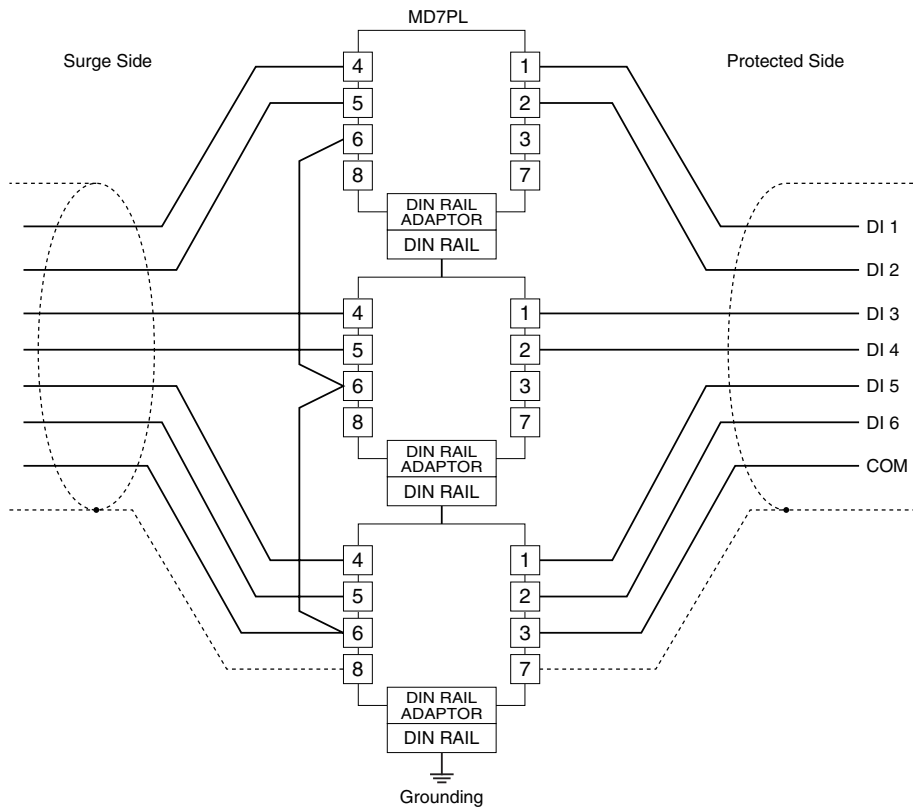 MD7PL
Surge Side
Protected Side
4
1
5
2
6
3
8
7
DIN RAIL
ADAPTOR
DIN RAIL
DI 1
DI 2
4
1
DI 3
5
2
DI 4
6
3
DI 5
8
7
DI 6
DIN RAIL
ADAPTOR
COM
DIN RAIL
4
1
5
2
6
3
8
7
DIN RAIL
ADAPTOR
DIN RAIL
Grounding